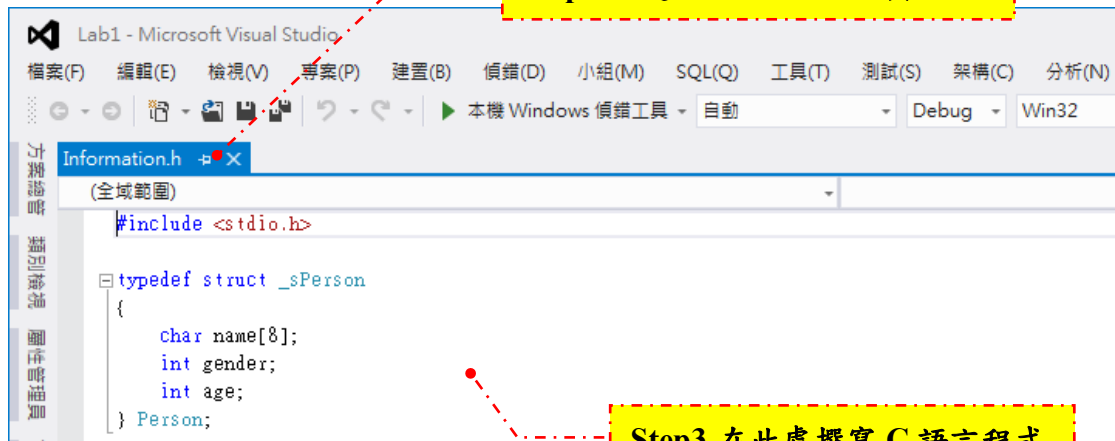 Lab1 - Microsoft Visual Studio
檔案(F) 編輯(E) 檢視(V) 專案(P) 建置(B) 偵錯(D) 小組(M) SQL(Q) 工具(T) 測試(S) 架構(C) 分析(N)
本機 Windows 偵錯工具 自動 Debug Win32
方案總管
Information.h
(全域範圍)
#include <stdio.h>
類別檢視
typedef struct _sPerson
{
char name[8];
屬性管理員
int gender;
int age;
} Person;
Step3 在此處撰寫 C 語言程式